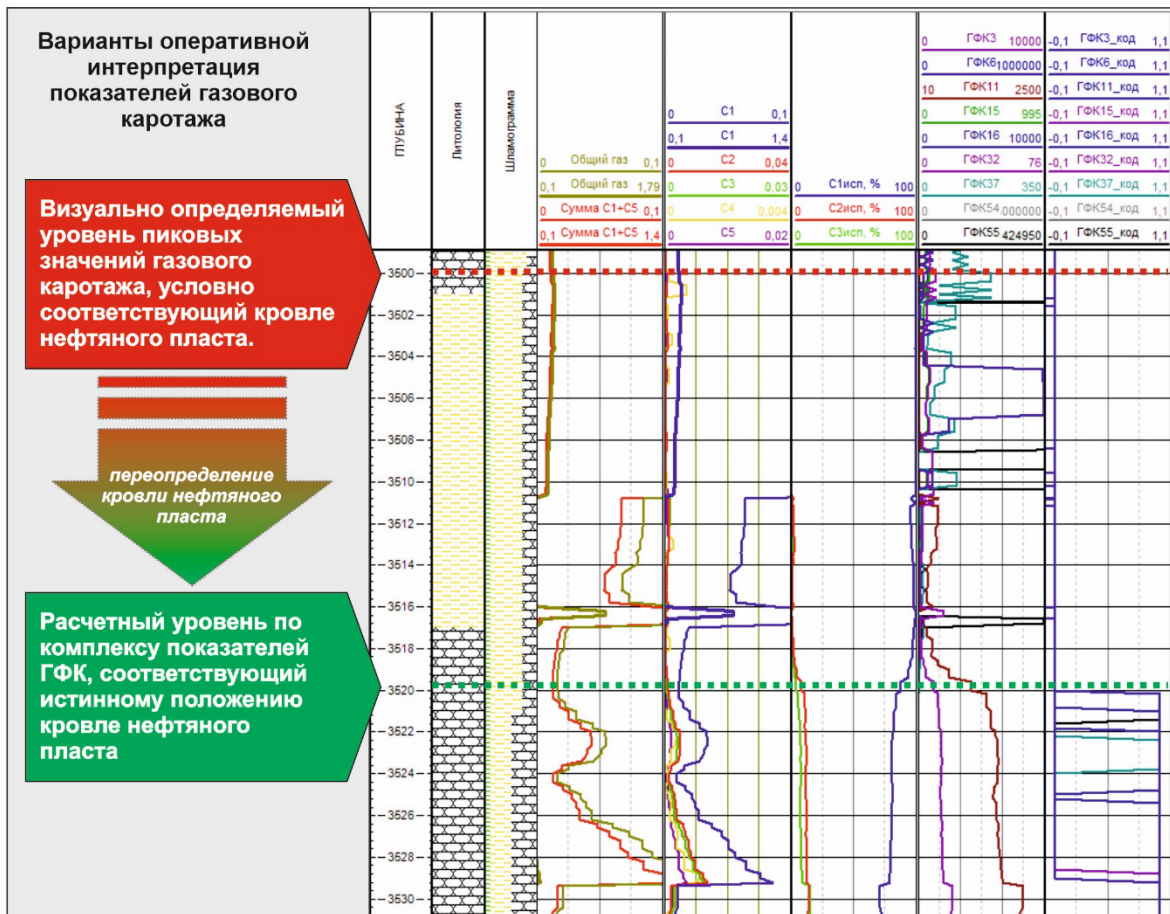 Варианты оперативной
интерпретация
показателей газового
каротажа
Визуально определяемый
уровень пиковых
значений газового
каротажа, условно
соответствующий кровле
нефтяного пласта.
переопределение
кровли нефтяного
пласта
Расчетный уровень по
комплексу показателей
ГФК, соответствующий
истинному положению
кровле нефтяного
пласта
ГЛУБИНА
Литология
Шламограмма
0 Общий газ 0,1
0,1 Общий газ 1,79
0 Сумма С1+С5 0,1
0,1 Сумма С1+С5 1,4
0 С1 0,1
0,1 С1 1,4
0 С2 0,04
0 С3 0,03
0 С4 0,004
0 С5 0,02
0 С1исп, % 100
0 С2исп, % 100
0 С3исп, % 100
0 ГФК3 10000
0 ГФК6 1000000
10 ГФК11 2500
0 ГФК15 995
0 ГФК16 10000
0 ГФК32 76
0 ГФК37 350
0 ГФК54 000000
0 ГФК55 424950
-0,1 ГФК3_код 1,1
-0,1 ГФК6_код 1,1
-0,1 ГФК11_код 1,1
-0,1 ГФК15_код 1,1
-0,1 ГФК16_код 1,1
-0,1 ГФК32_код 1,1
-0,1 ГФК37_код 1,1
-0,1 ГФК54_код 1,1
-0,1 ГФК55_код 1,1
-3500
-3502
-3504
-3506
-3508
-3510
-3512
-3514
-3516
-3518
-3520
-3522
-3524
-3526
-3528
-3530